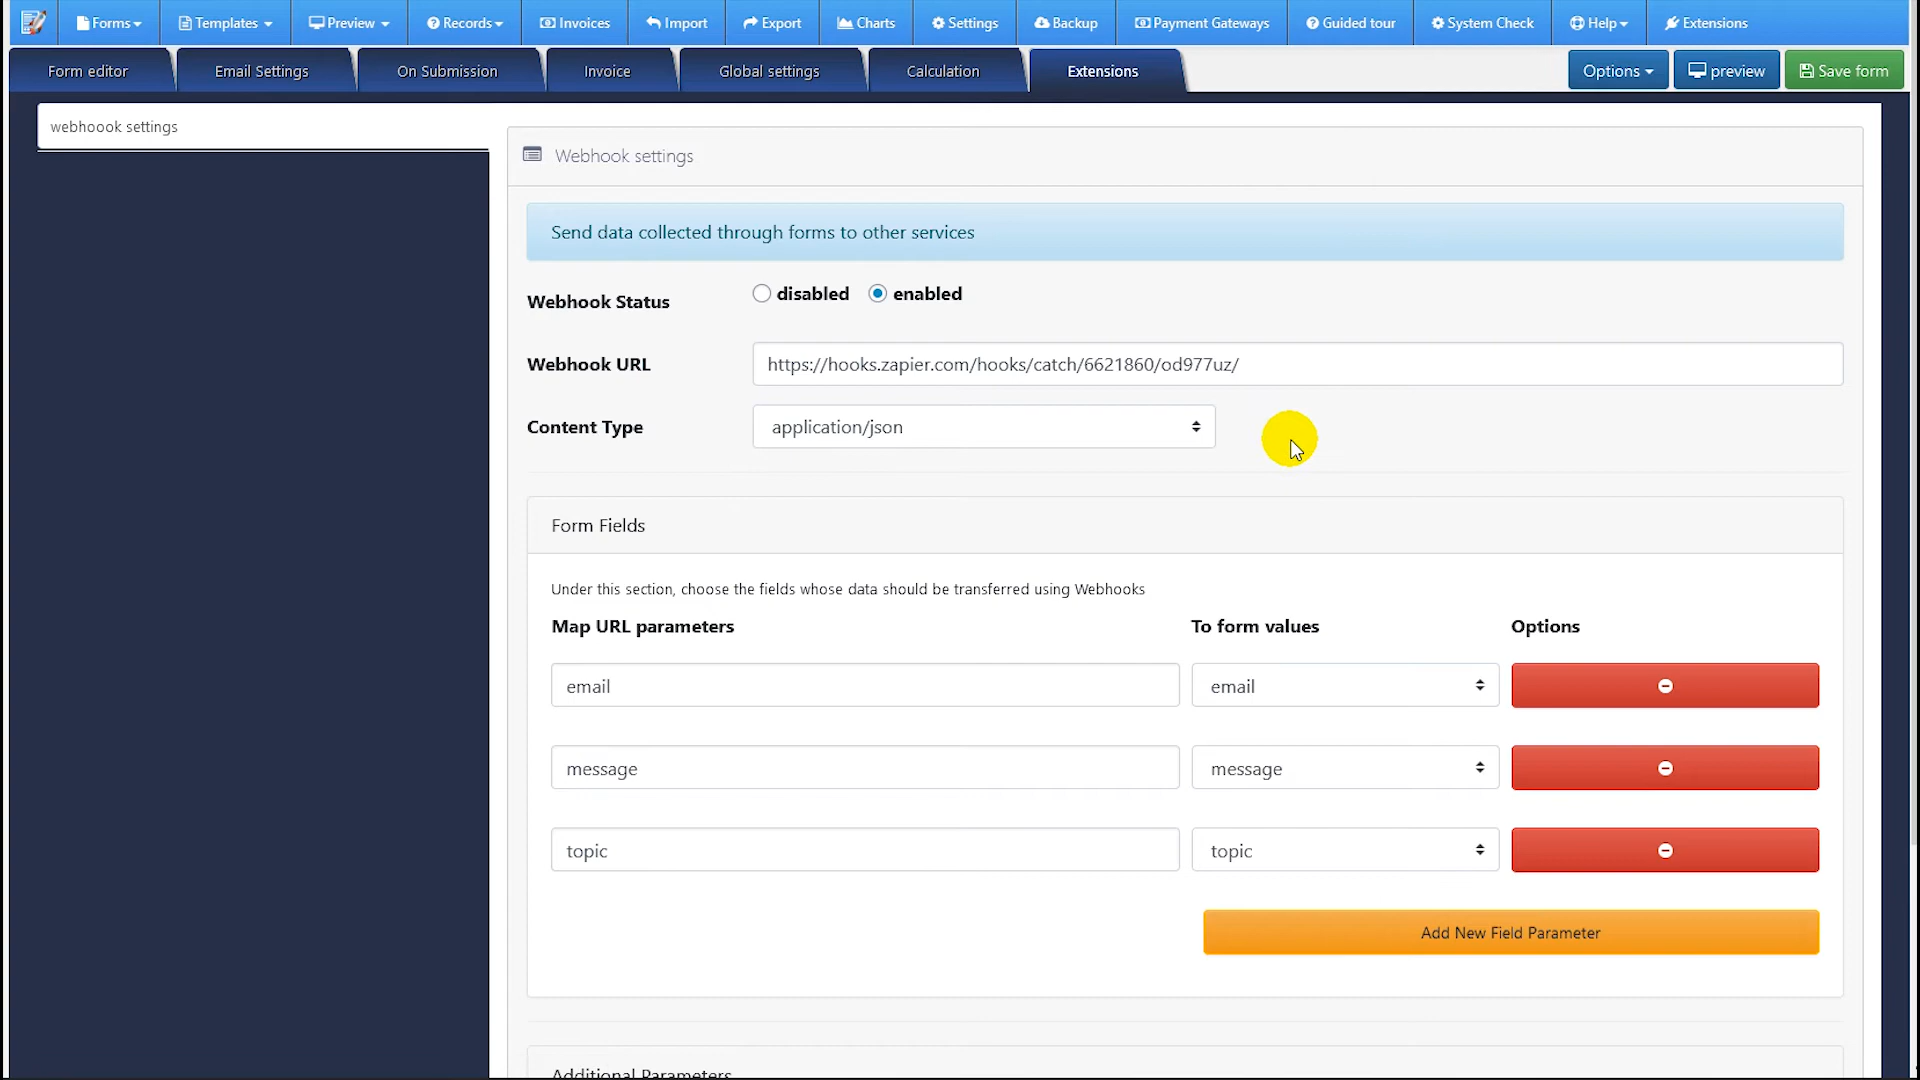 Forms Templates Preview Records Invoices Import Export Charts Settings Backup Payment Gateways Guided tour System Check Help Extensions
Form editor Email Settings On Submission Invoice Global settings Calculation Extensions Options preview Save form
webhoook settings
Webhook settings
Send data collected through forms to other services
Webhook Status disabled enabled
Webhook URL https://hooks.zapier.com/hooks/catch/6621860/od977uz/
Content Type application/json
Form Fields
Under this section, choose the fields whose data should be transferred using Webhooks
Map URL parameters To form values Options
email email
message message
topic topic
Add New Field Parameter
Additional Parameters